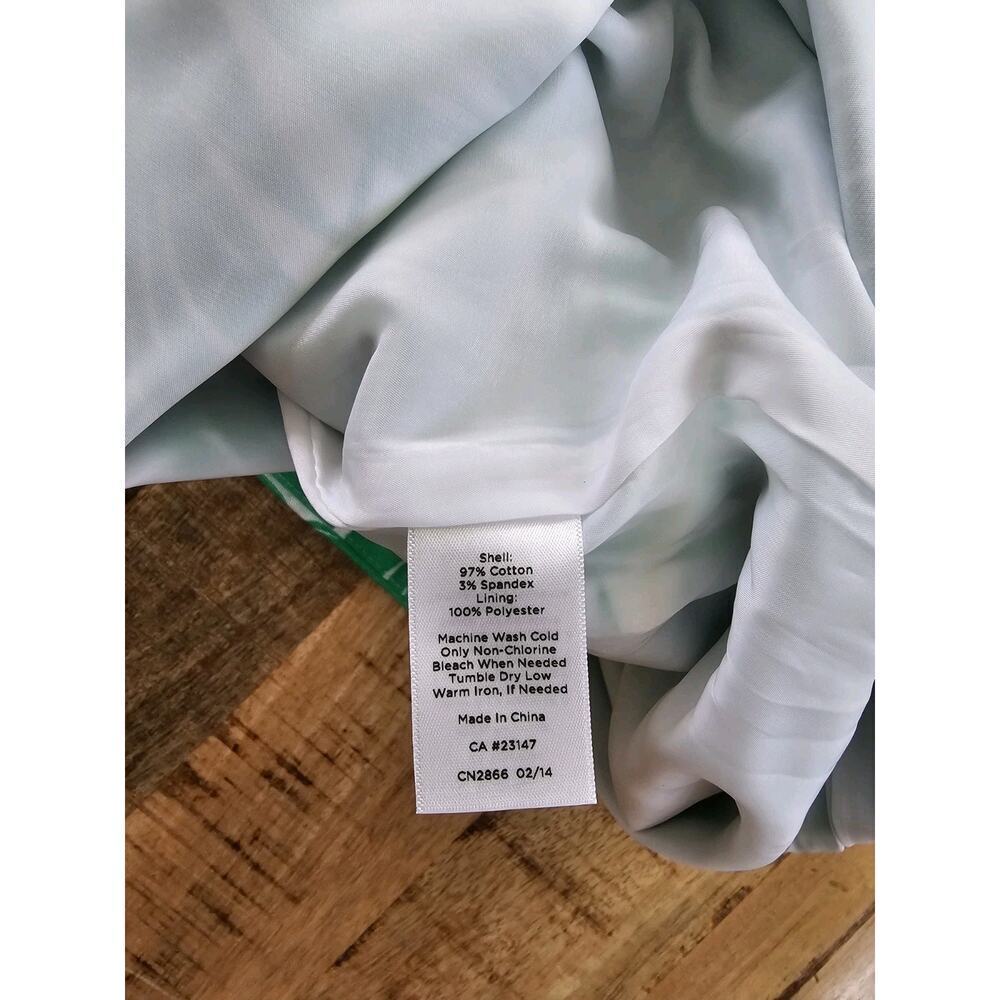 Shell:
97% Cotton
3% Spandex
Lining:
100% Polyester
Machine Wash Cold
Only Non-Chlorine
Bleach When Needed
Tumble Dry Low
Warm Iron, If Needed
Made In China
CA #23147
CN2866 02/14